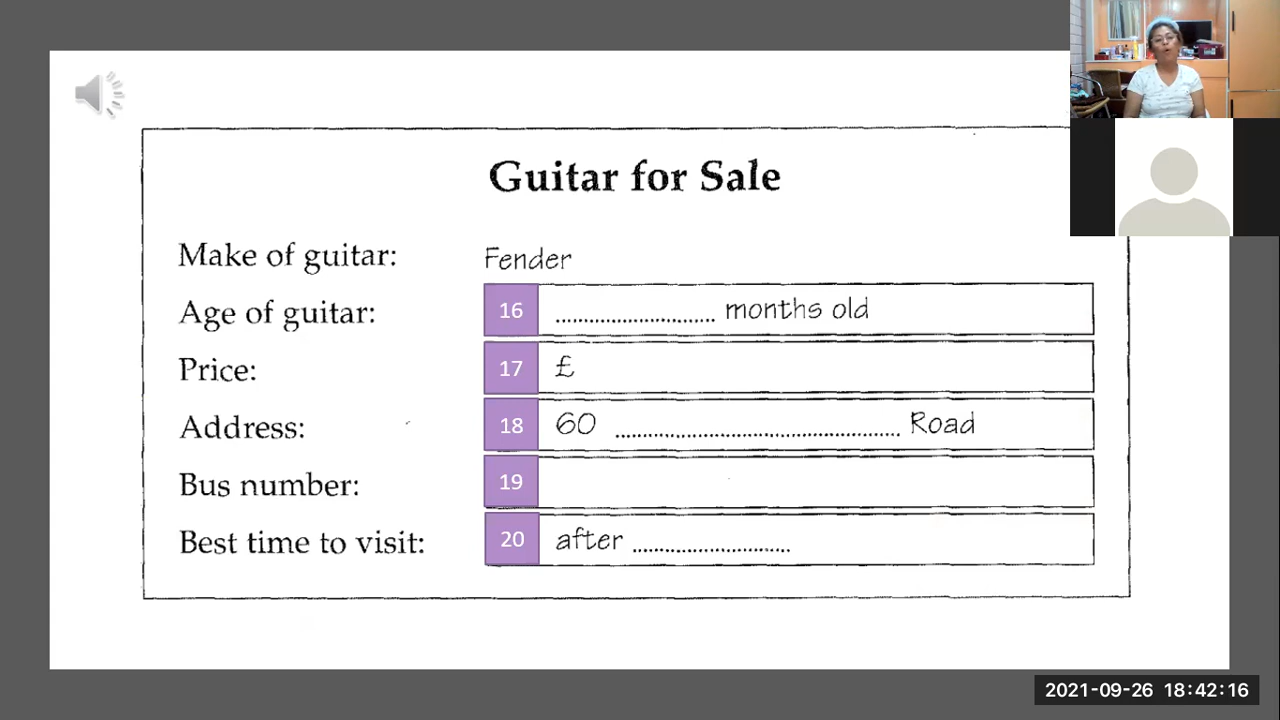 Guitar for Sale
Make of guitar: Fender
Age of guitar: 16 ........................... months old
Price: 17 £
Address: 18 60 ................................................ Road
Bus number: 19
Best time to visit: 20 after ...........................
2021-09-26 18:42:16